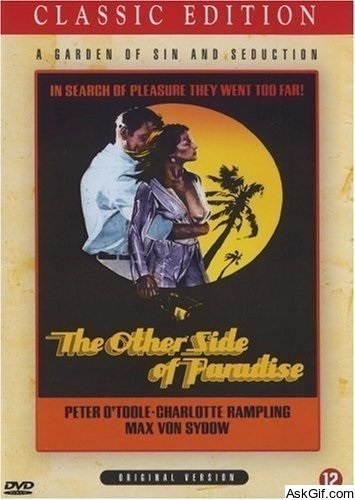 CLASSIC EDITION
A GARDEN OF SIN AND SEDUCTION
IN SEARCH OF PLEASURE THEY WENT TOO FAR!
The Other Side
of Paradise
PETER O'TOOLE·CHARLOTTE RAMPLING
MAX VON SYDOW
DVD
VIDEO
ORIGINAL VERSION
12
AskGif.com